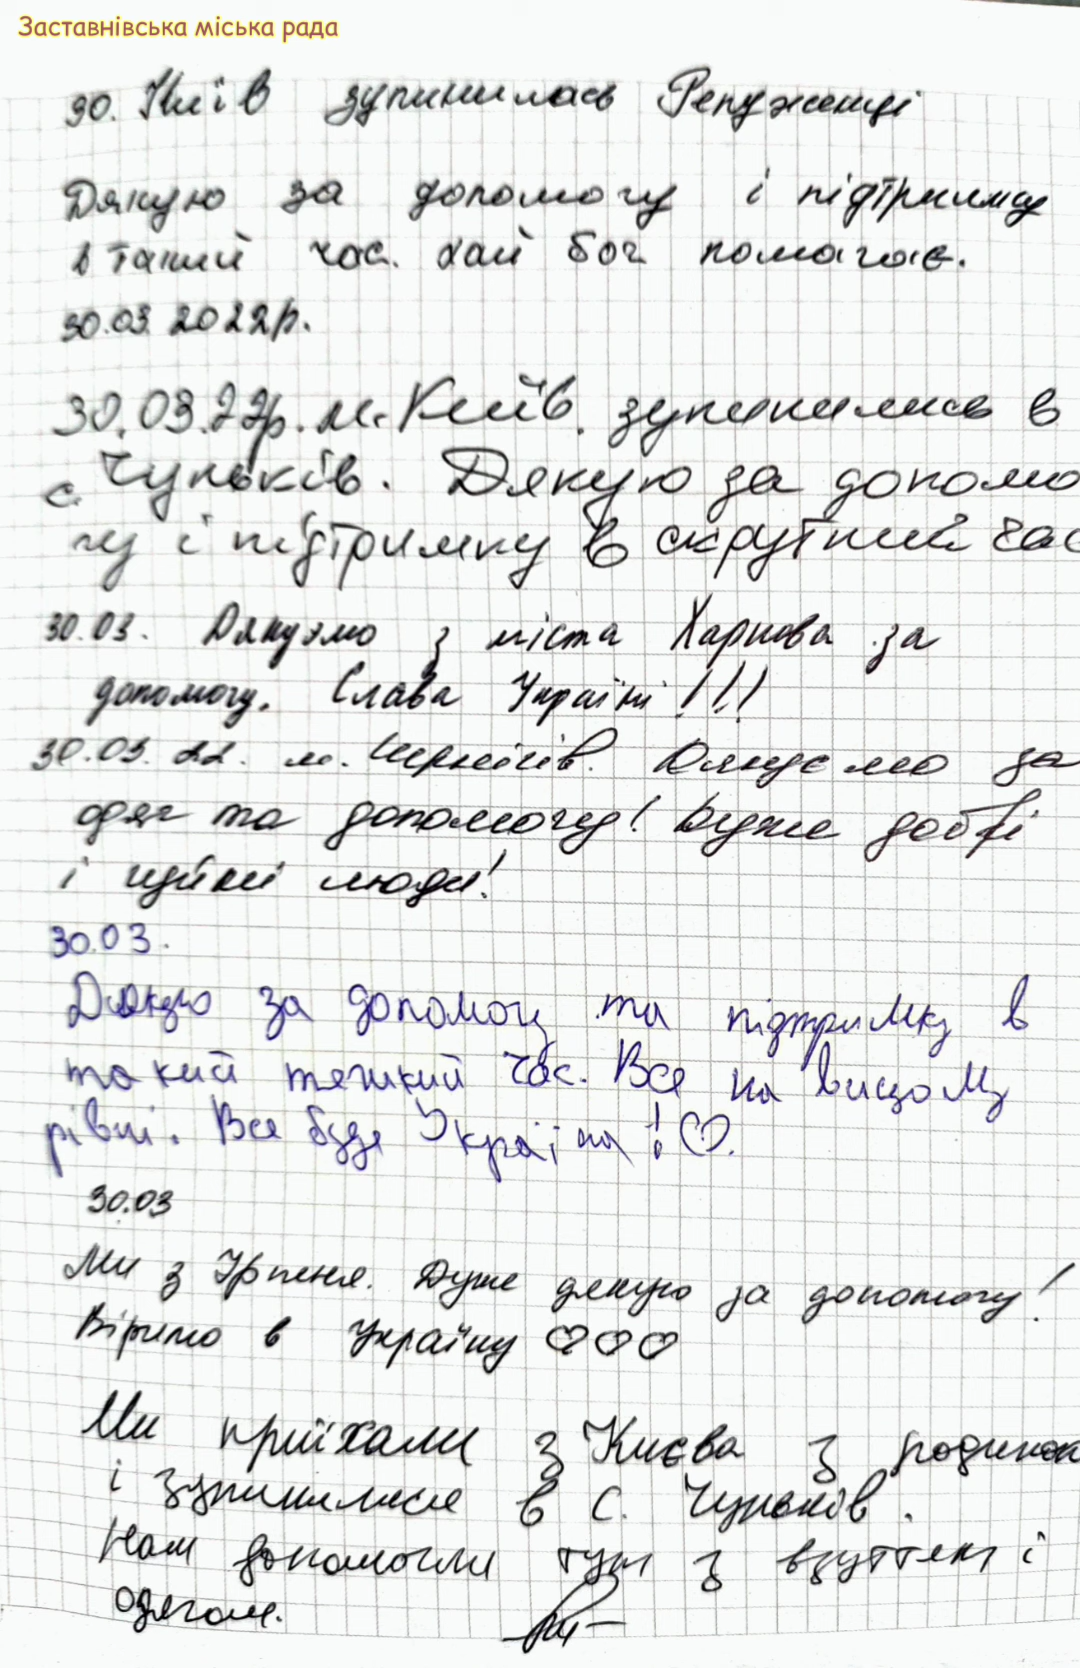 Заставнівська міська рада
30. Київ зупинилась Репужинці
Дякую за допомогу і підтримку
в такий час. хай бог помагає.
30.03.2022р.
30.03.22р. м. Київ. зупинились в
с. Чуньків. Дякую за допомо
гу і підтримку в скрутний час
30.03. Дякуэмо з міста Харкова за
допомогу. Слава Україні!!!
30.03.22. м. Чернігів. Дякуємо за
одяг та допомогу! Дуже добрі
і чуйні люди!
30.03.
Дякую за допомогу та підтримку в
такий тяжкий час. Все на вищому
рівні. Все буде Україна! ♡.
30.03
Ми з Ірпеня. Дуже дякую за допомогу!
Віримо в Україну ♡♡♡
Ми приїхали з Києва з родиною
і зупинилися в с. Чуньків.
Нам допомогли тут з взуттям і
одягом.